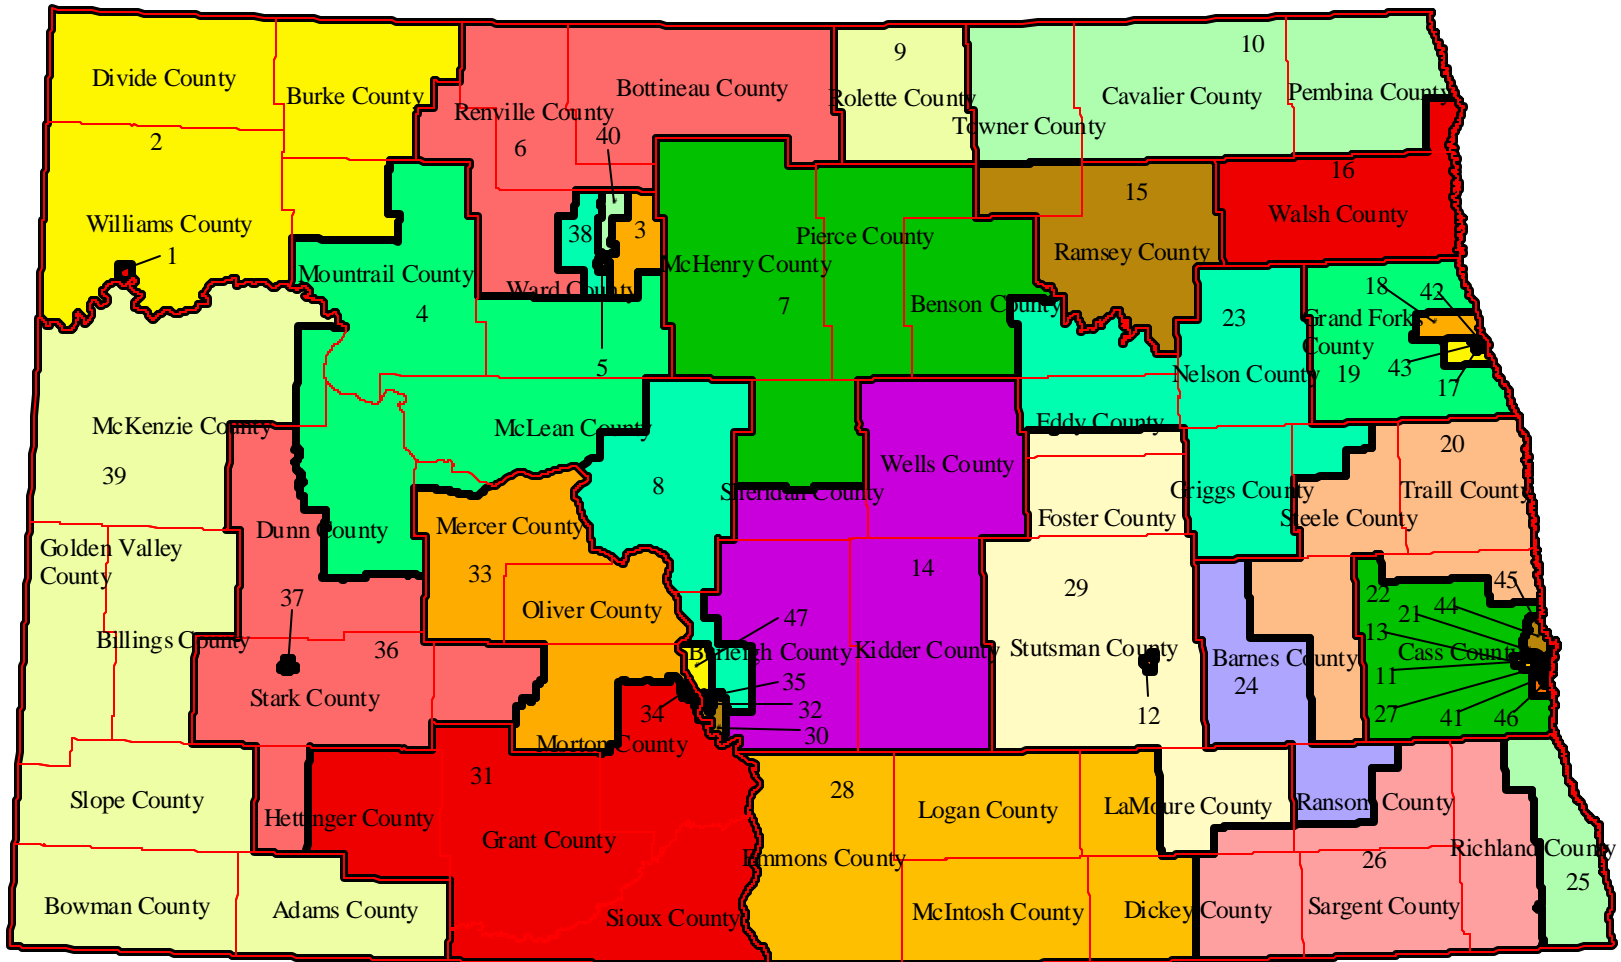 9
10
Divide County
Burke County
Bottineau County
Rolette County
Cavalier County
Pembina County
Renville County
Towner County
2
6
40
16
15
Williams County
1
38
3
Pierce County
Walsh County
Mountrail County
McHenry County
Ramsey County
Ward County
4
7
Benson County
23
18
42
Grand Forks
County
5
Nelson County
19
43
17
McKenzie County
McLean County
Eddy County
20
39
8
Wells County
Sheridan County
Griggs County
Traill County
Dunn County
Mercer County
Foster County
Steele County
Golden Valley
County
33
14
29
45
22
44
21
37
Oliver County
47
13
Billings County
36
Burleigh County
Kidder County
Stutsman County
Barnes County
Cass County
24
11
35
Stark County
34
32
12
27
41
46
30
Morton County
31
28
Slope County
Hettinger County
Logan County
LaMoure County
Ransom County
Grant County
Emmons County
26
Richland County
25
Bowman County
Adams County
Sioux County
McIntosh County
Dickey County
Sargent County